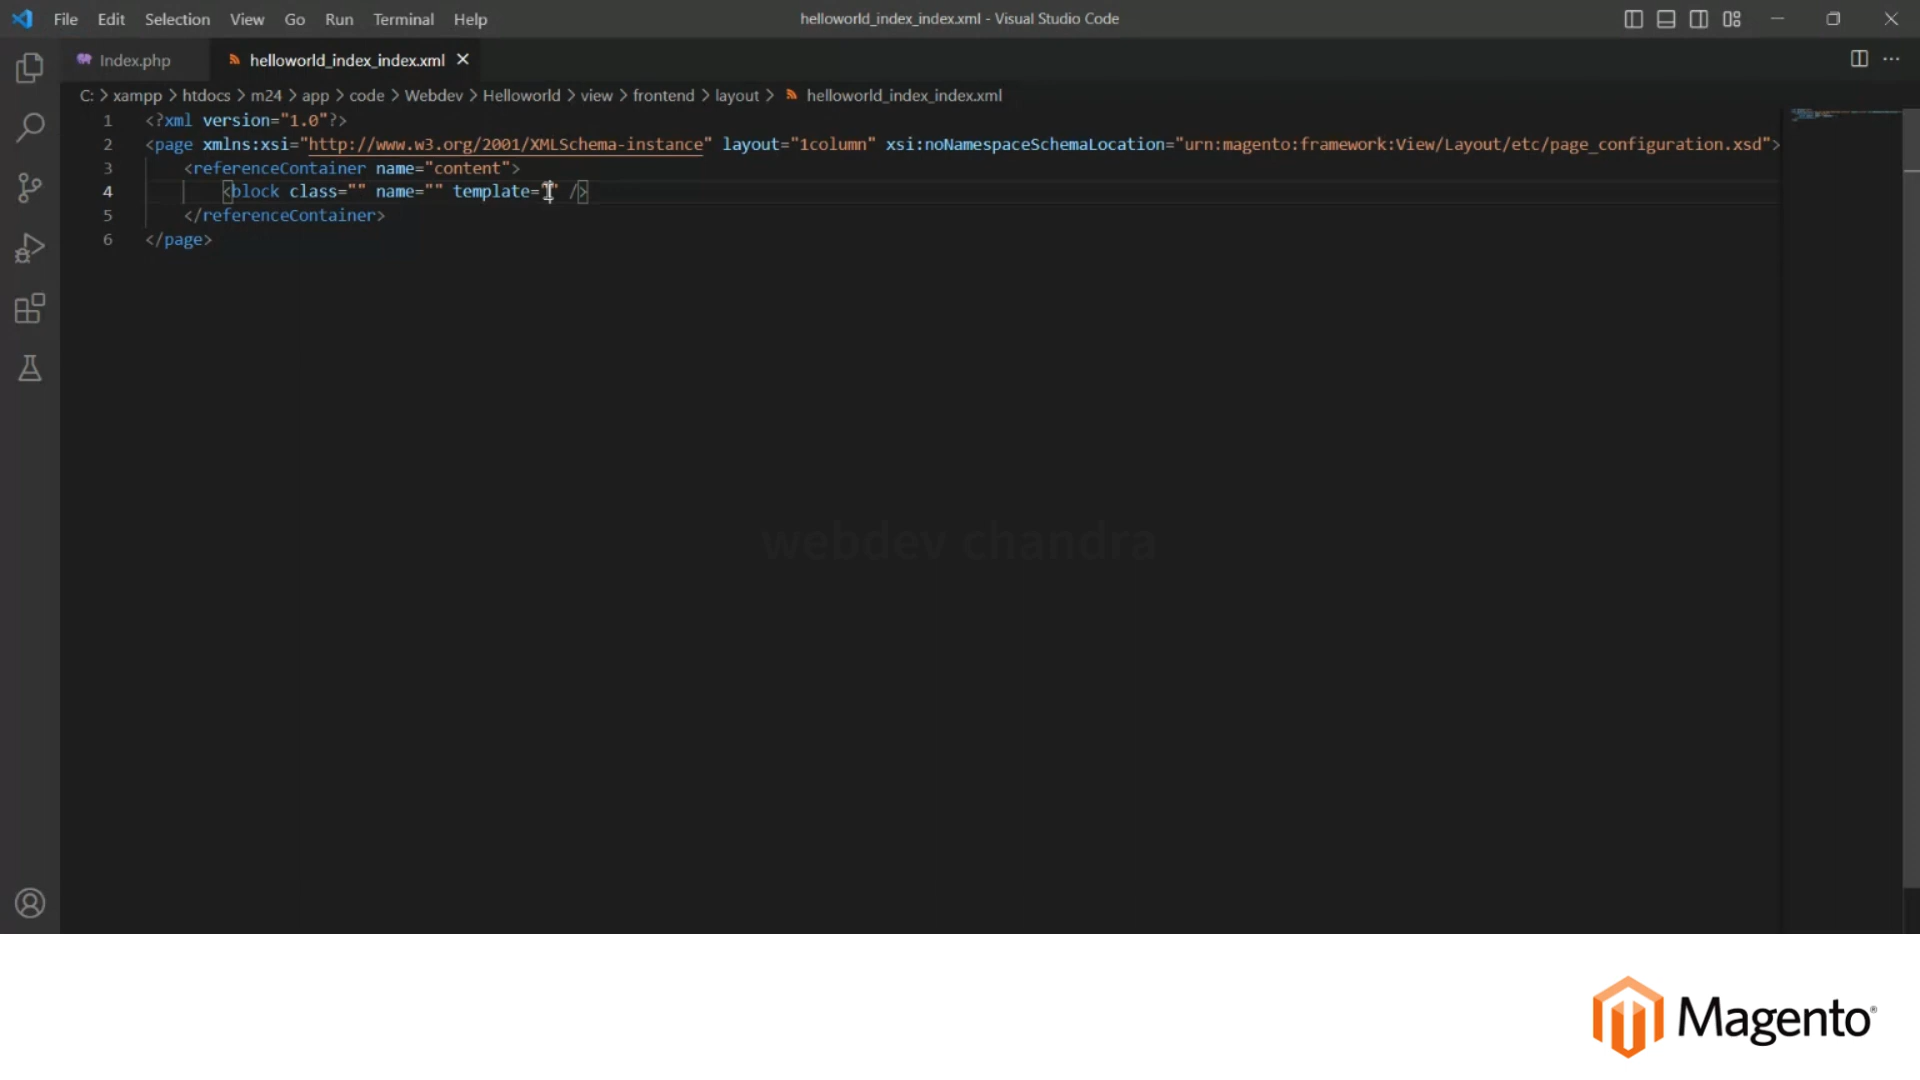 File Edit Selection View Go Run Terminal Help helloworld_index_index.xml - Visual Studio Code
Index.php helloworld_index_index.xml
C: > xampp > htdocs > m24 > app > code > Webdev > Helloworld > view > frontend > layout > helloworld_index_index.xml
1 <?xml version="1.0"?>
2 <page xmlns:xsi="http://www.w3.org/2001/XMLSchema-instance" layout="1column" xsi:noNamespaceSchemaLocation="urn:magento:framework:View/Layout/etc/page_configuration.xsd">
3 <referenceContainer name="content">
4 <block class="" name="" template="" />
5 </referenceContainer>
6 </page>
webdev chandra
Magento®